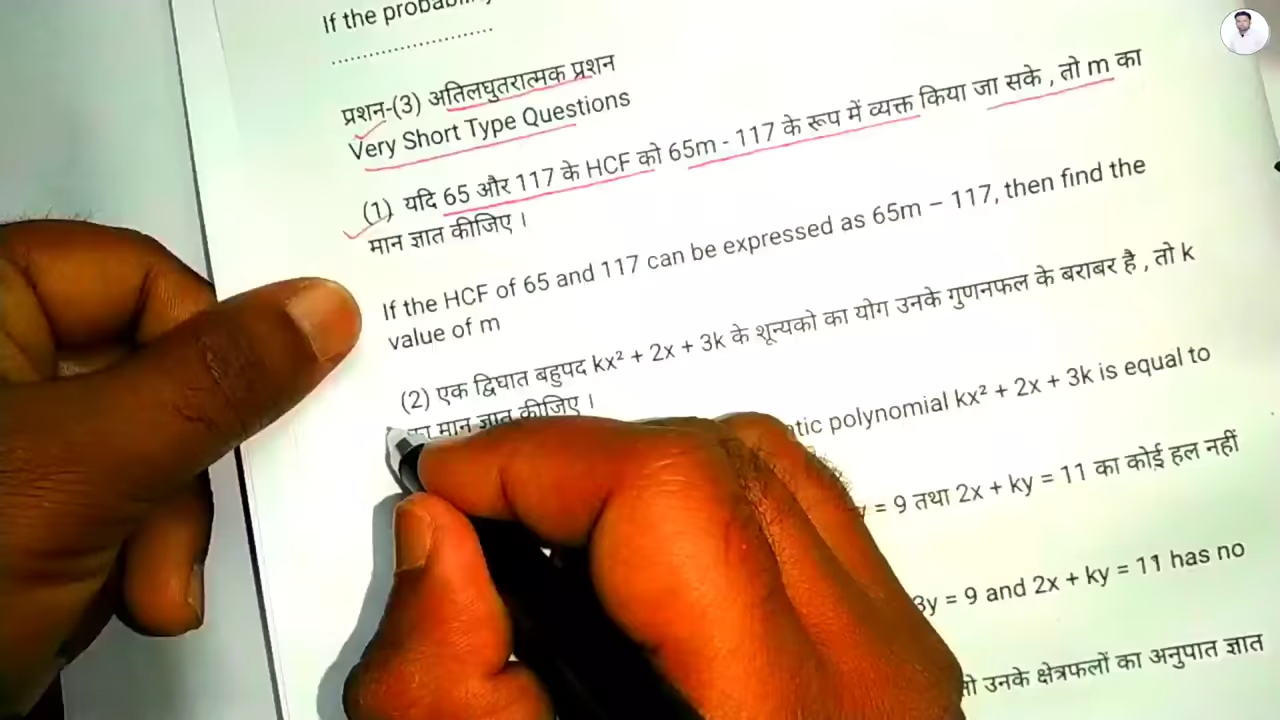 If the
.............................
प्रशन-(3) अतिलघुतरात्मक प्रशन
Very Short Type Questions
(1) यदि 65 और 117 के HCF को 65m - 117 के रूप में व्यक्त किया जा सके , तो m का
मान ज्ञात कीजिए ।
If the HCF of 65 and 117 can be expressed as 65m – 117, then find the
value of m
(2) एक द्विघात बहुपद kx² + 2x + 3k के शून्यको का योग उनके गुणनफल के बराबर है , तो k
मान ज्ञात कीजिए ।
polynomial kx² + 2x + 3k is equal to
= 9 तथा 2x + ky = 11 का कोई हल नहीं
3y = 9 and 2x + ky = 11 has no
उनके क्षेत्रफलों का अनुपात ज्ञात